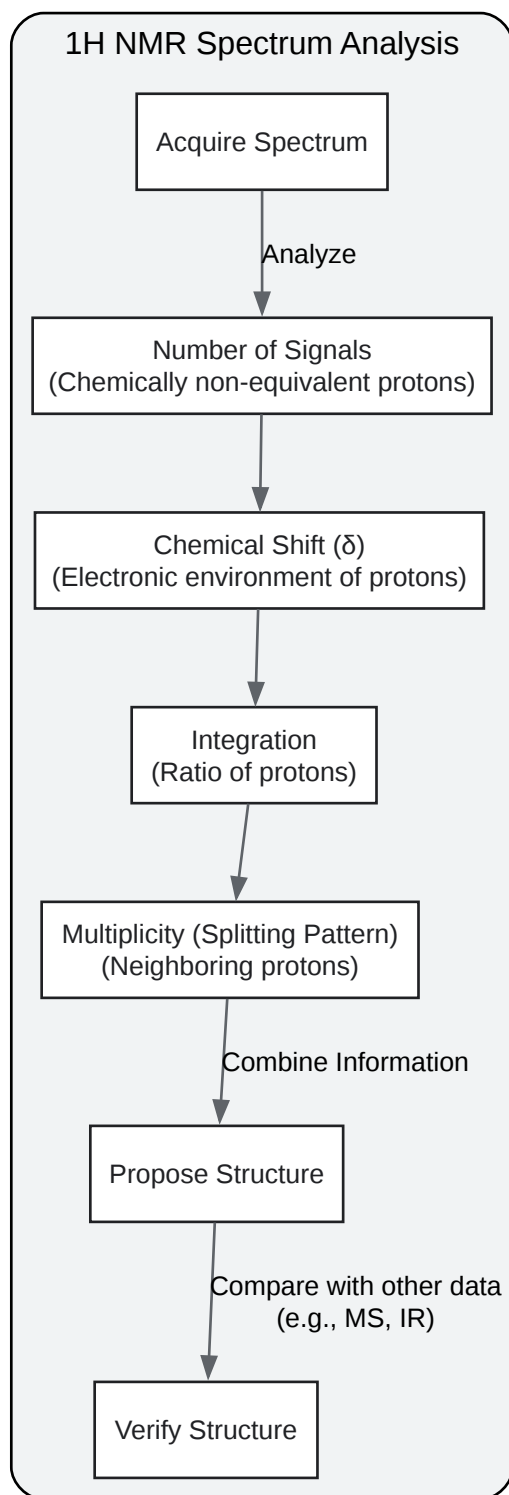 1H NMR Spectrum Analysis
Acquire Spectrum
Analyze
Number of Signals
(Chemically non-equivalent protons)
Chemical Shift (δ)
(Electronic environment of protons)
Integration
(Ratio of protons)
Multiplicity (Splitting Pattern)
(Neighboring protons)
Combine Information
Propose Structure
Compare with other data
(e.g., MS, IR)
Verify Structure